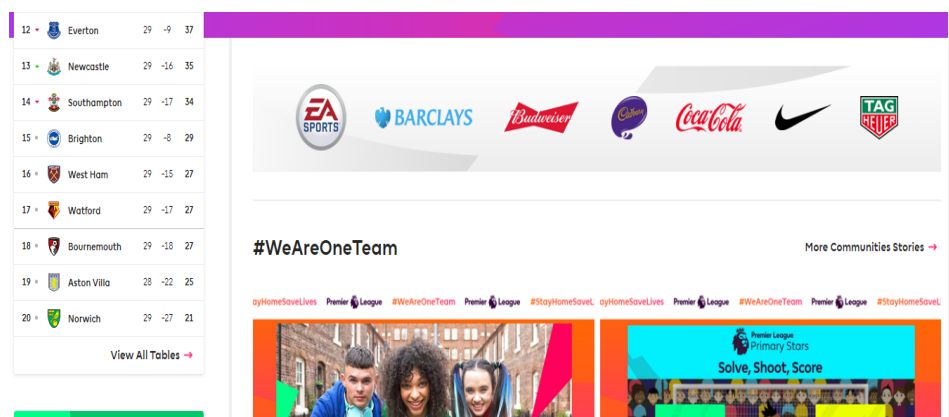 12 Everton 29 -9 37
13 Newcastle 29 -16 35
14 Southampton 29 -17 34
15 Brighton 29 -8 29
16 West Ham 29 -15 27
17 Watford 29 -17 27
18 Bournemouth 29 -18 27
19 Aston Villa 28 -22 25
20 Norwich 29 -27 21
View All Tables →
EA
SPORTS
BARCLAYS
Budweiser
Cadbury
Coca-Cola
TAG
HEUER
#WeAreOneTeam
More Communities Stories →
ayHomeSaveLives Premier League #WeAreOneTeam Premier League #StayHomeSaveL
ayHomeSaveLives Premier League #WeAreOneTeam Premier League #StayHomeSaveL
Premier League
Primary Stars
Solve, Shoot, Score